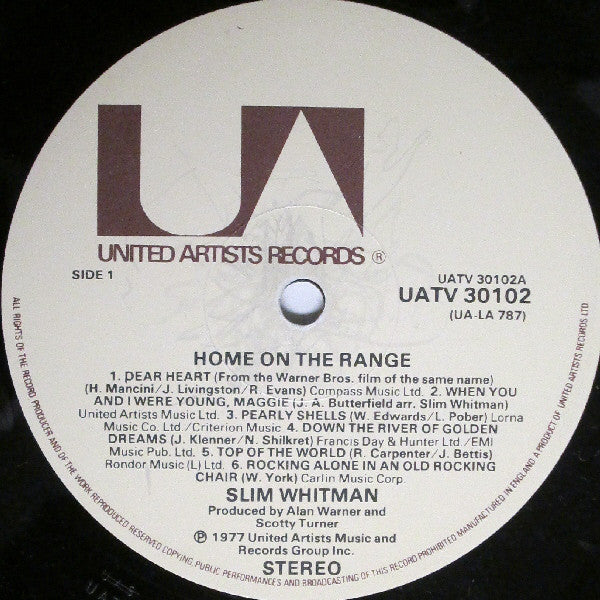 UA
UNITED ARTISTS RECORDS ®
SIDE 1
UATV 30102A
UATV 30102
(UA-LA 787)
HOME ON THE RANGE
1. DEAR HEART (From the Warner Bros. film of the same name)
(H. Mancini/J. Livingston/R. Evans) Compass Music Ltd. 2. WHEN YOU
AND I WERE YOUNG, MAGGIE (J. A. Butterfield arr. Slim Whitman)
United Artists Music Ltd. 3. PEARLY SHELLS (W. Edwards/L. Pober) Lorna
Music Co. Ltd./Criterion Music 4. DOWN THE RIVER OF GOLDEN
DREAMS (J. Klenner/N. Shilkret) Francis Day & Hunter Ltd./EMI
Music Pub. Ltd. 5. TOP OF THE WORLD (R. Carpenter/J. Bettis)
Rondor Music (L) Ltd. 6. ROCKING ALONE IN AN OLD ROCKING
CHAIR (W. York) Carlin Music Corp.
SLIM WHITMAN
Produced by Alan Warner and
Scotty Turner
℗ 1977 United Artists Music and
Records Group Inc.
STEREO
ALL RIGHTS OF THE RECORD PRODUCER AND OF THE WORK REPRODUCED RESERVED COPYING PUBLIC PERFORMANCES AND BROADCASTING OF THIS RECORD PROHIBITED MANUFACTURED IN ENGLAND A PRODUCT OF UNITED ARTISTS RECORDS LTD